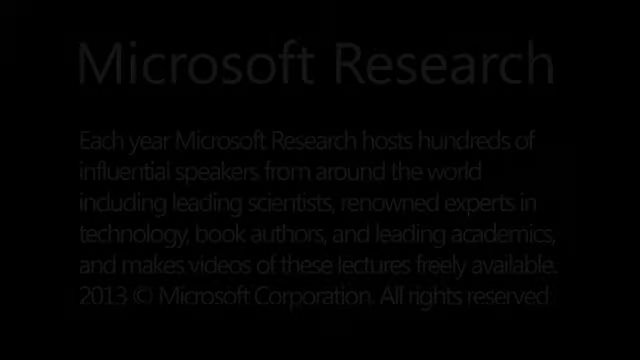 Microsoft Research
Each year Microsoft Research hosts hundreds of
influential speakers from around the world
including leading scientists, renowned experts in
technology, book authors, and leading academics,
and makes videos of these lectures freely available.
2013 © Microsoft Corporation. All rights reserved.